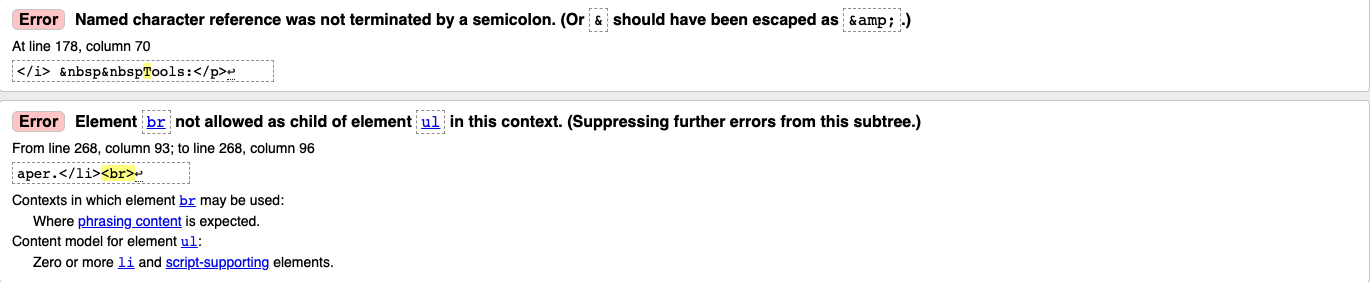 Error Named character reference was not terminated by a semicolon. (Or & should have been escaped as &amp;.)
At line 178, column 70
</i> &nbsp&nbspTools:</p>↩
Error Element br not allowed as child of element ul in this context. (Suppressing further errors from this subtree.)
From line 268, column 93; to line 268, column 96
aper.</li><br>↩
Contexts in which element br may be used:
Where phrasing content is expected.
Content model for element ul:
Zero or more li and script-supporting elements.